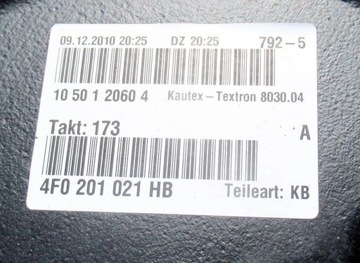 09.12.2010 20:25 DZ 20:25 792-5
10 50 1 2060 4 Kautex-Textron 8030.04
Takt: 173 A
4F0 201 021 HB Teileart: KB